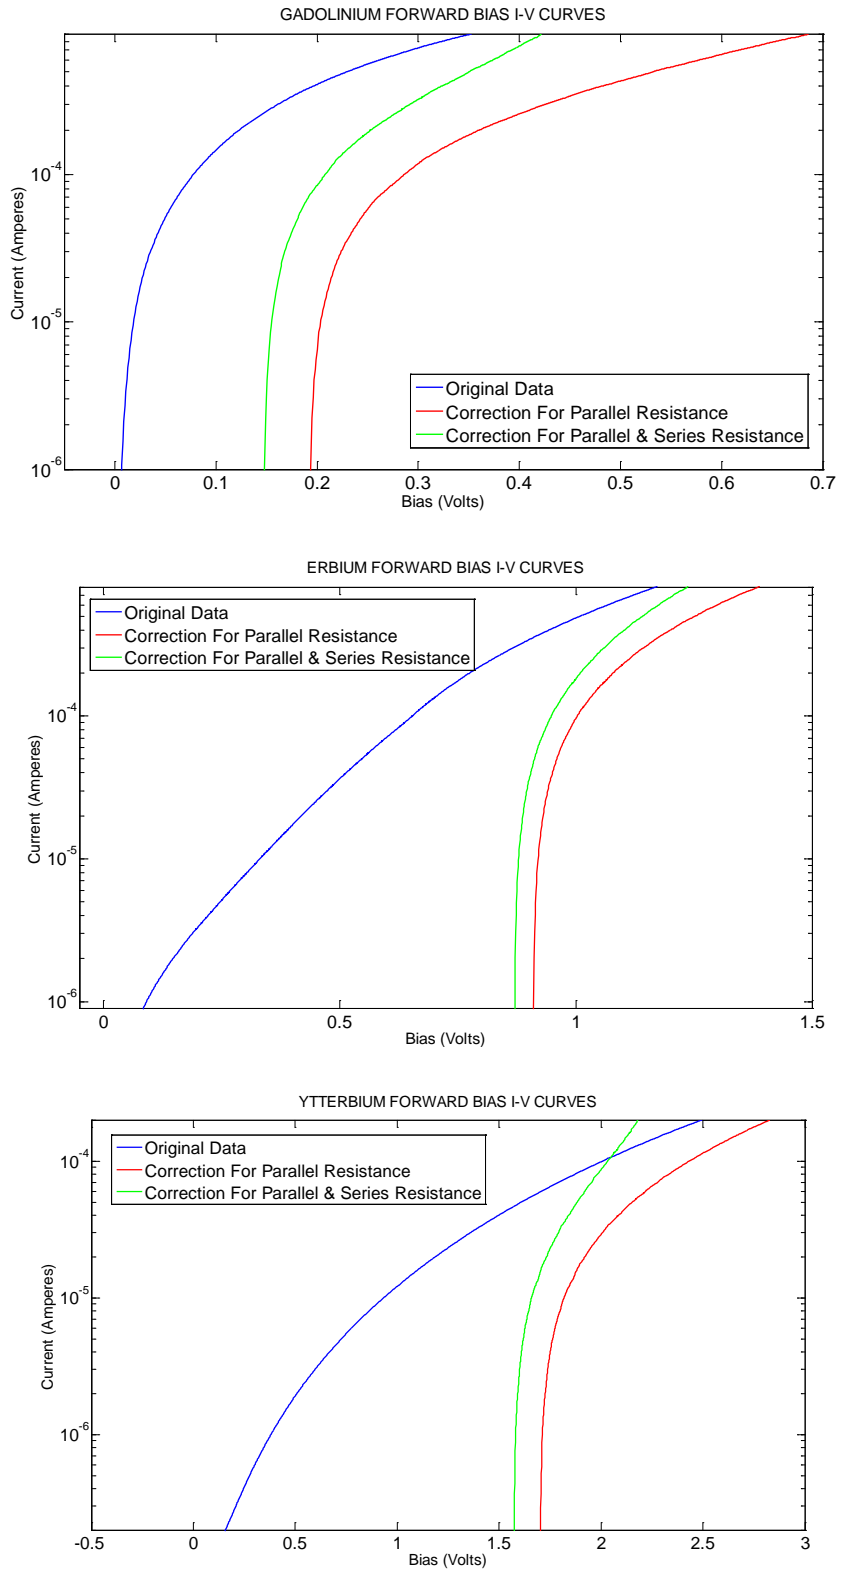 GADOLINIUM FORWARD BIAS I-V CURVES
10^-4
10^-5
10^-6
Current (Amperes)
Original Data
Correction For Parallel Resistance
Correction For Parallel & Series Resistance
0 0.1 0.2 0.3 0.4 0.5 0.6 0.7
Bias (Volts)
ERBIUM FORWARD BIAS I-V CURVES
Original Data
Correction For Parallel Resistance
Correction For Parallel & Series Resistance
10^-4
10^-5
10^-6
Current (Amperes)
0 0.5 1 1.5
Bias (Volts)
YTTERBIUM FORWARD BIAS I-V CURVES
Original Data
Correction For Parallel Resistance
Correction For Parallel & Series Resistance
10^-4
10^-5
10^-6
Current (Amperes)
-0.5 0 0.5 1 1.5 2 2.5 3
Bias (Volts)